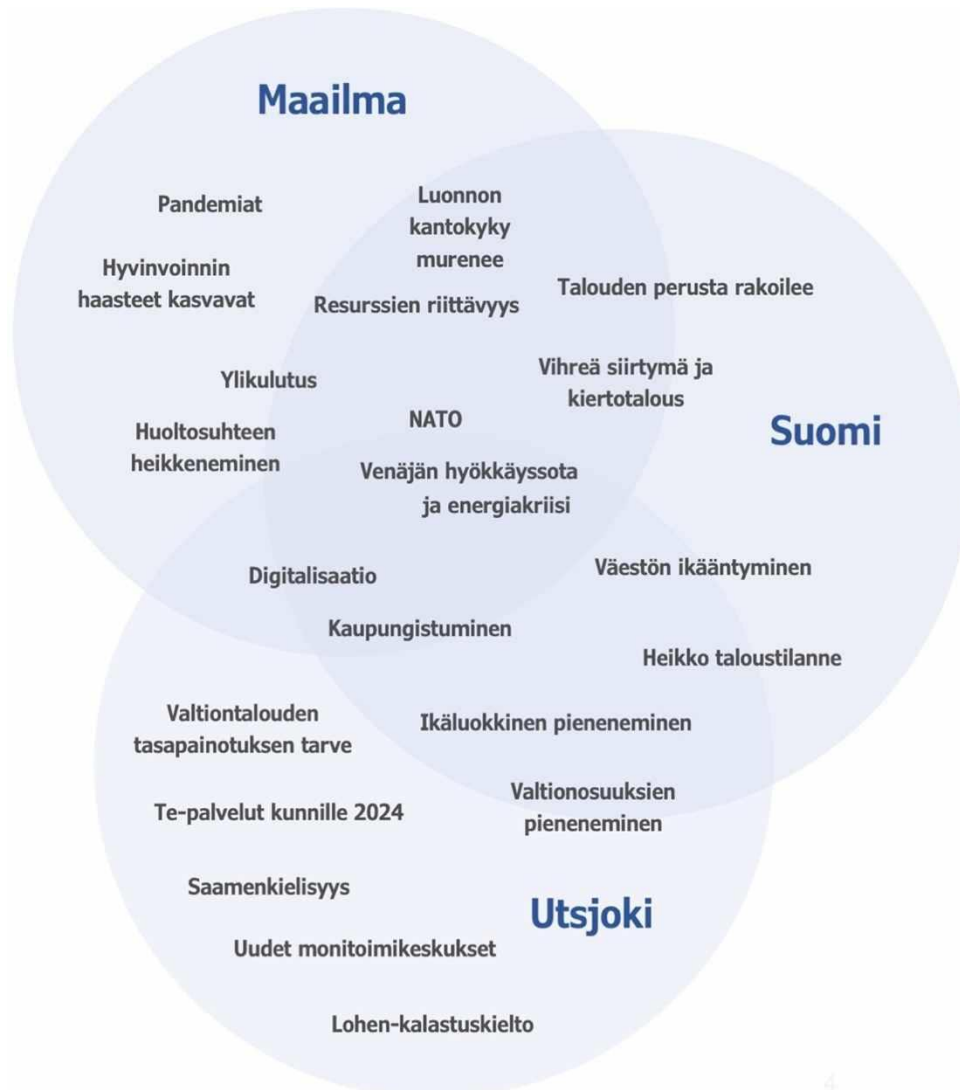 Maailma
Pandemiat
Luonnon
kantokyky
murenee
Hyvinvoinnin
haasteet kasvavat
Talouden perusta rakoilee
Resurssien riittävyys
Ylikulutus
Vihreä siirtymä ja
kiertotalous
NATO
Suomi
Huoltosuhteen
heikkeneminen
Venäjän hyökkäyssota
ja energiakriisi
Digitalisaatio
Väestön ikääntyminen
Kaupungistuminen
Heikko taloustilanne
Valtiontalouden
tasapainotuksen tarve
Ikäluokkinen pieneneminen
Te-palvelut kunnille 2024
Valtionosuuksien
pieneneminen
Saamenkielisyys
Utsjoki
Uudet monitoimikeskukset
Lohen-kalastuskielto
4